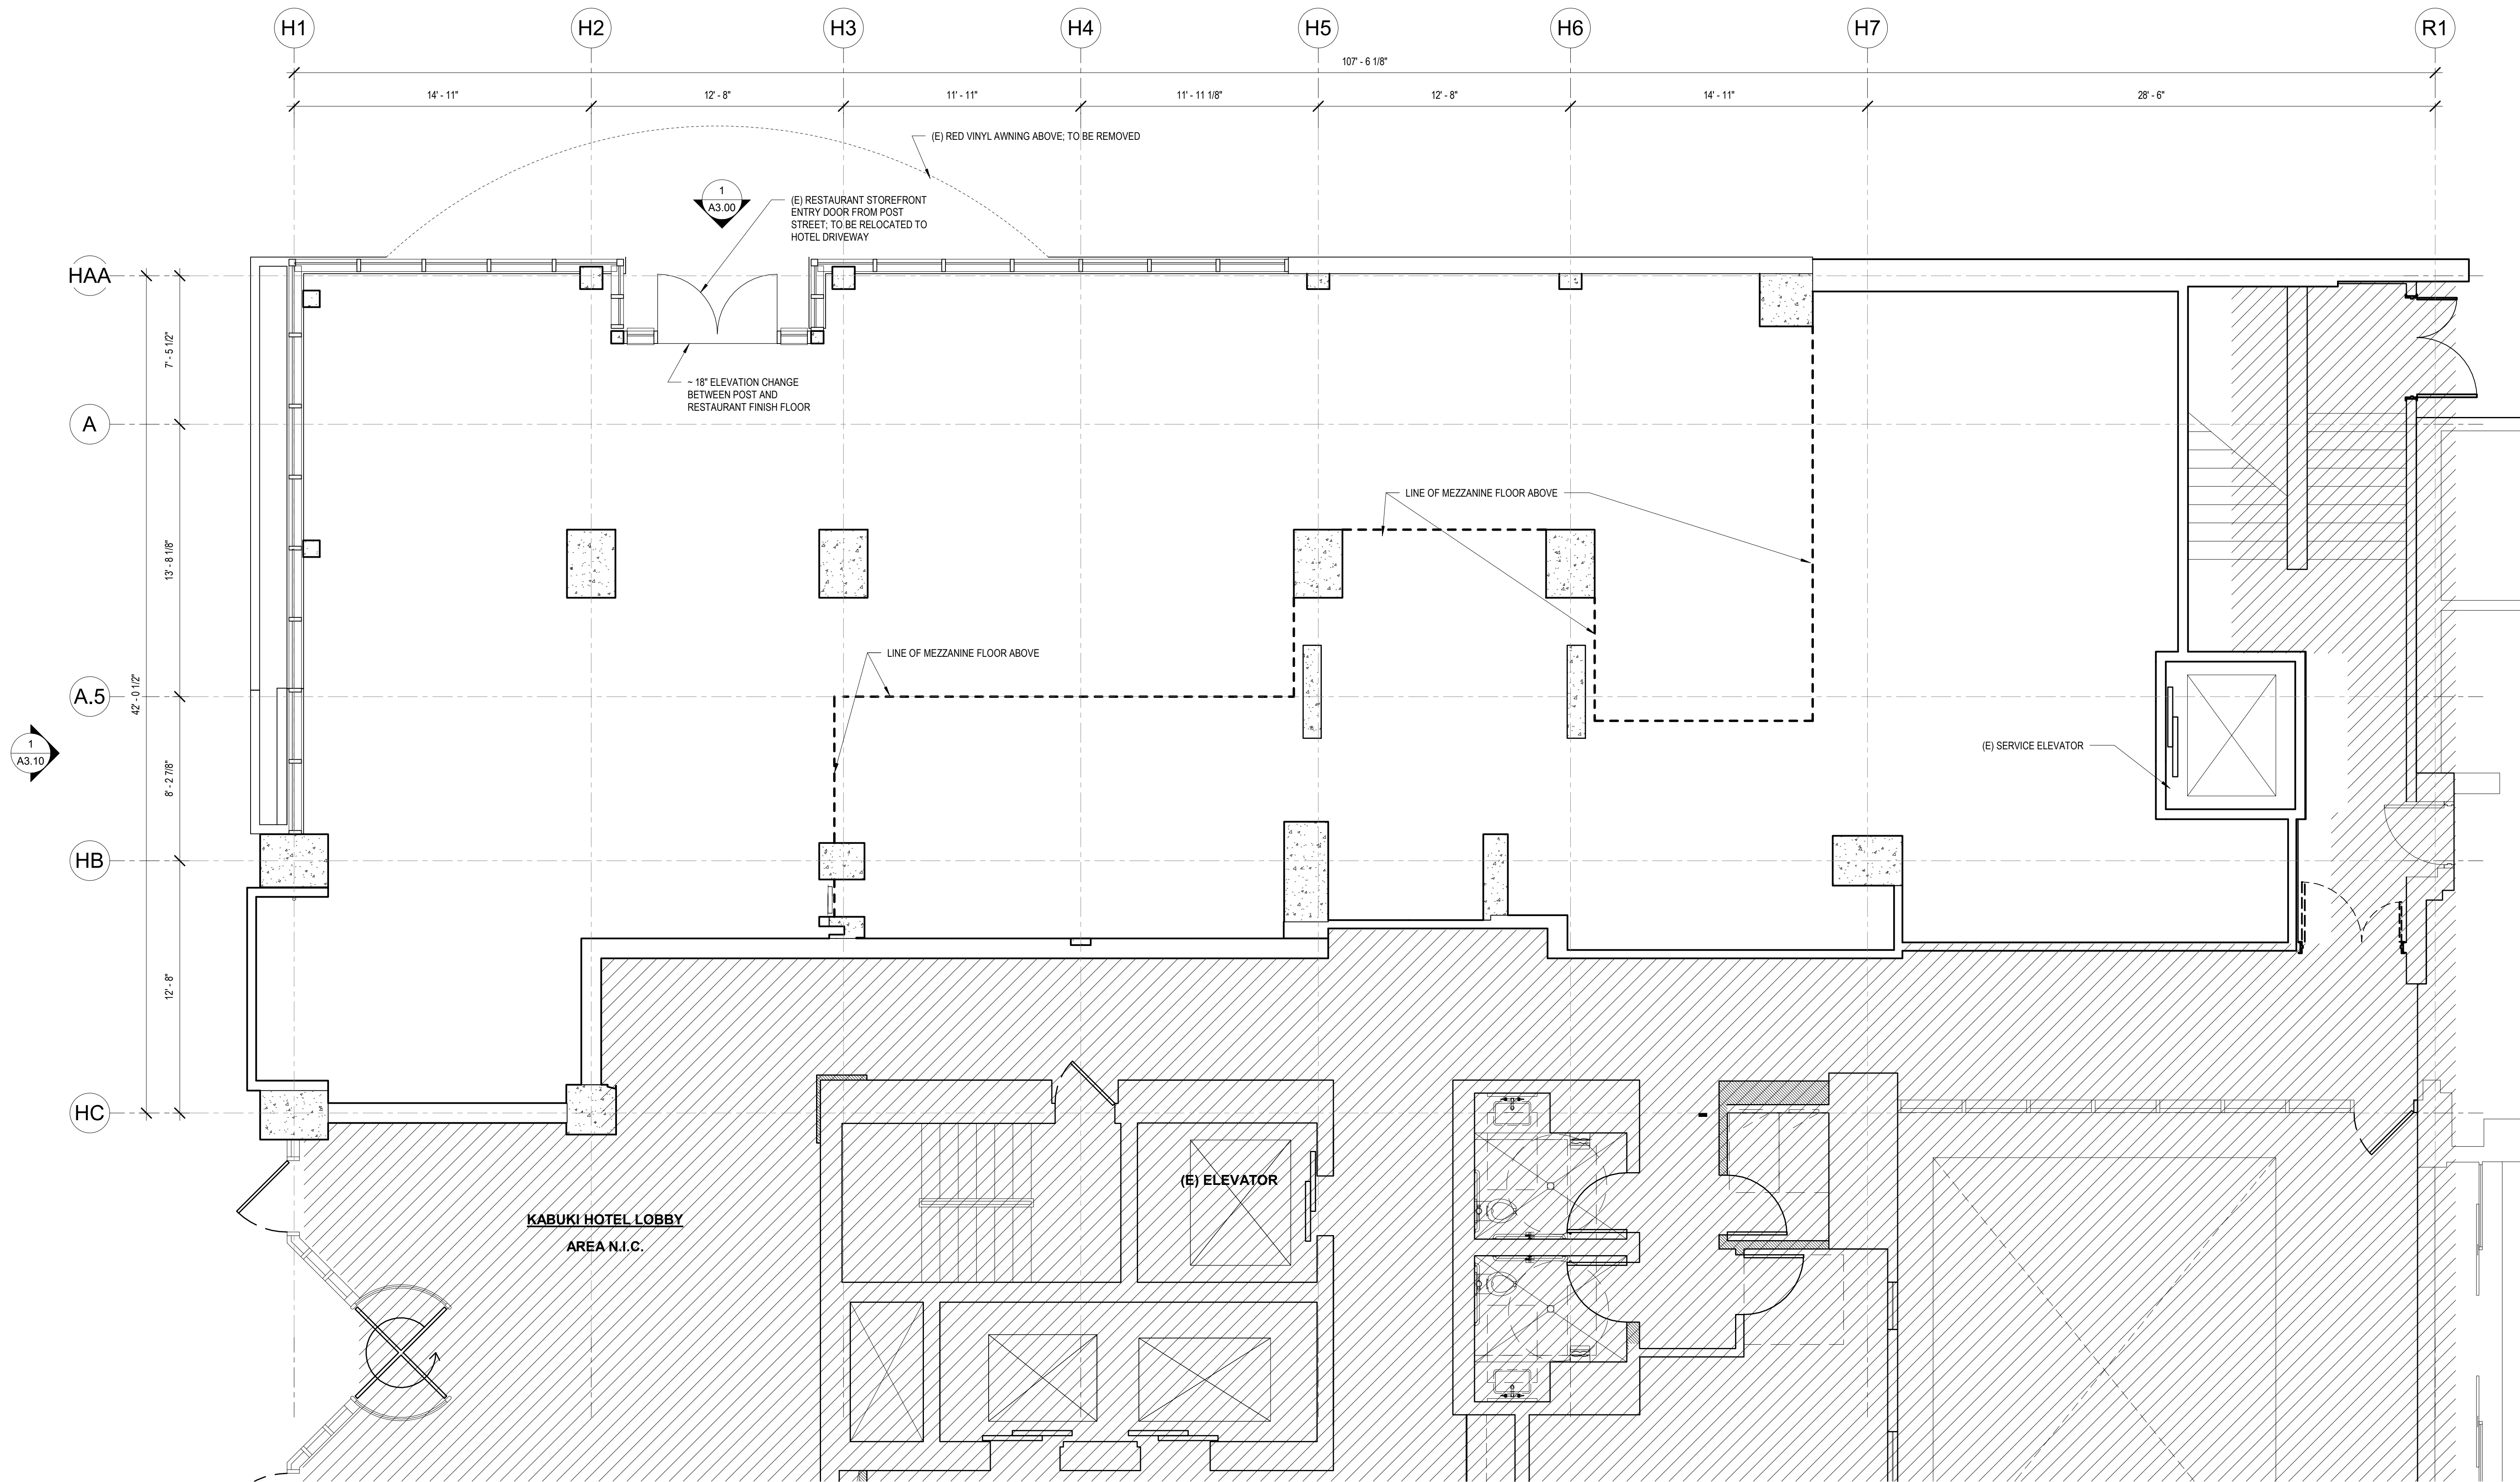 H1
H2
H3
H4
H5
H6
H7
R1
107' - 6 1/8"
14' - 11"
12' - 8"
11' - 11"
11' - 11 1/8"
12' - 8"
14' - 11"
28' - 6"
(E) RED VINYL AWNING ABOVE; TO BE REMOVED
1
A3.00
(E) RESTAURANT STOREFRONT
ENTRY DOOR FROM POST
STREET; TO BE RELOCATED TO
HOTEL DRIVEWAY
HAA
7' - 5 1/2"
~ 18" ELEVATION CHANGE
BETWEEN POST AND
RESTAURANT FINISH FLOOR
A
LINE OF MEZZANINE FLOOR ABOVE
13' - 8 1/8"
LINE OF MEZZANINE FLOOR ABOVE
A.5
42' - 0 1/2"
1
A3.10
(E) SERVICE ELEVATOR
8' - 2 7/8"
HB
12' - 8"
HC
(E) ELEVATOR
KABUKI HOTEL LOBBY
AREA N.I.C.